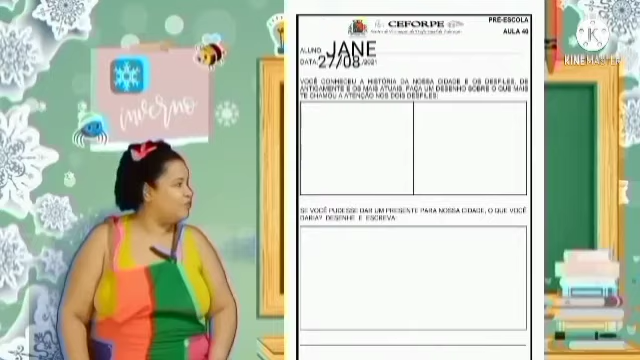 inverno
CEFORPE
PRÉ-ESCOLA
AULA 40
ALUNO JANE
DATA: 27/08/2021
VOCÊ CONHECEU A HISTÓRIA DA NOSSA CIDADE E OS DESFILES, DE
ANTIGAMENTE E OS MAIS ATUAIS. FAÇA UM DESENHO SOBRE O QUE MAIS
TE CHAMOU A ATENÇÃO NOS DOIS DESFILES:
SE VOCÊ PUDESSE DAR UM PRESENTE PARA NOSSA CIDADE, O QUE VOCÊ
DARIA? DESENHE E ESCREVA:
K
KINEMASTER